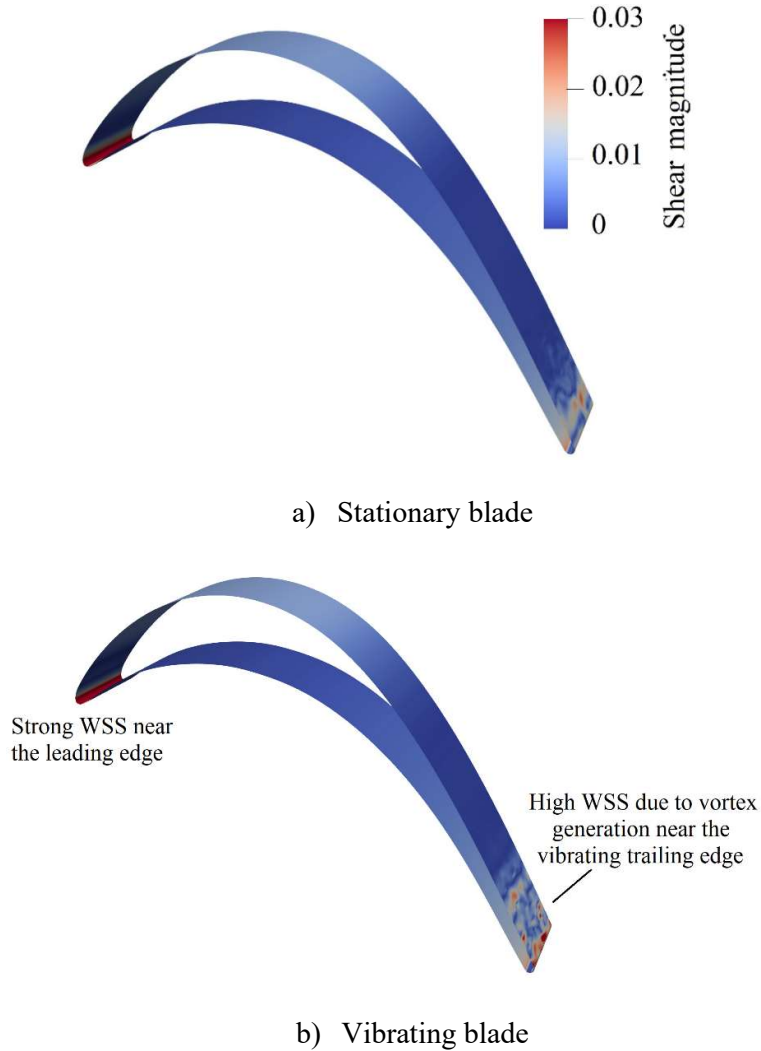 0.03
0.02
0.01
0
Shear magnitude
a) Stationary blade
Strong WSS near
the leading edge
High WSS due to vortex
generation near the
vibrating trailing edge
b) Vibrating blade